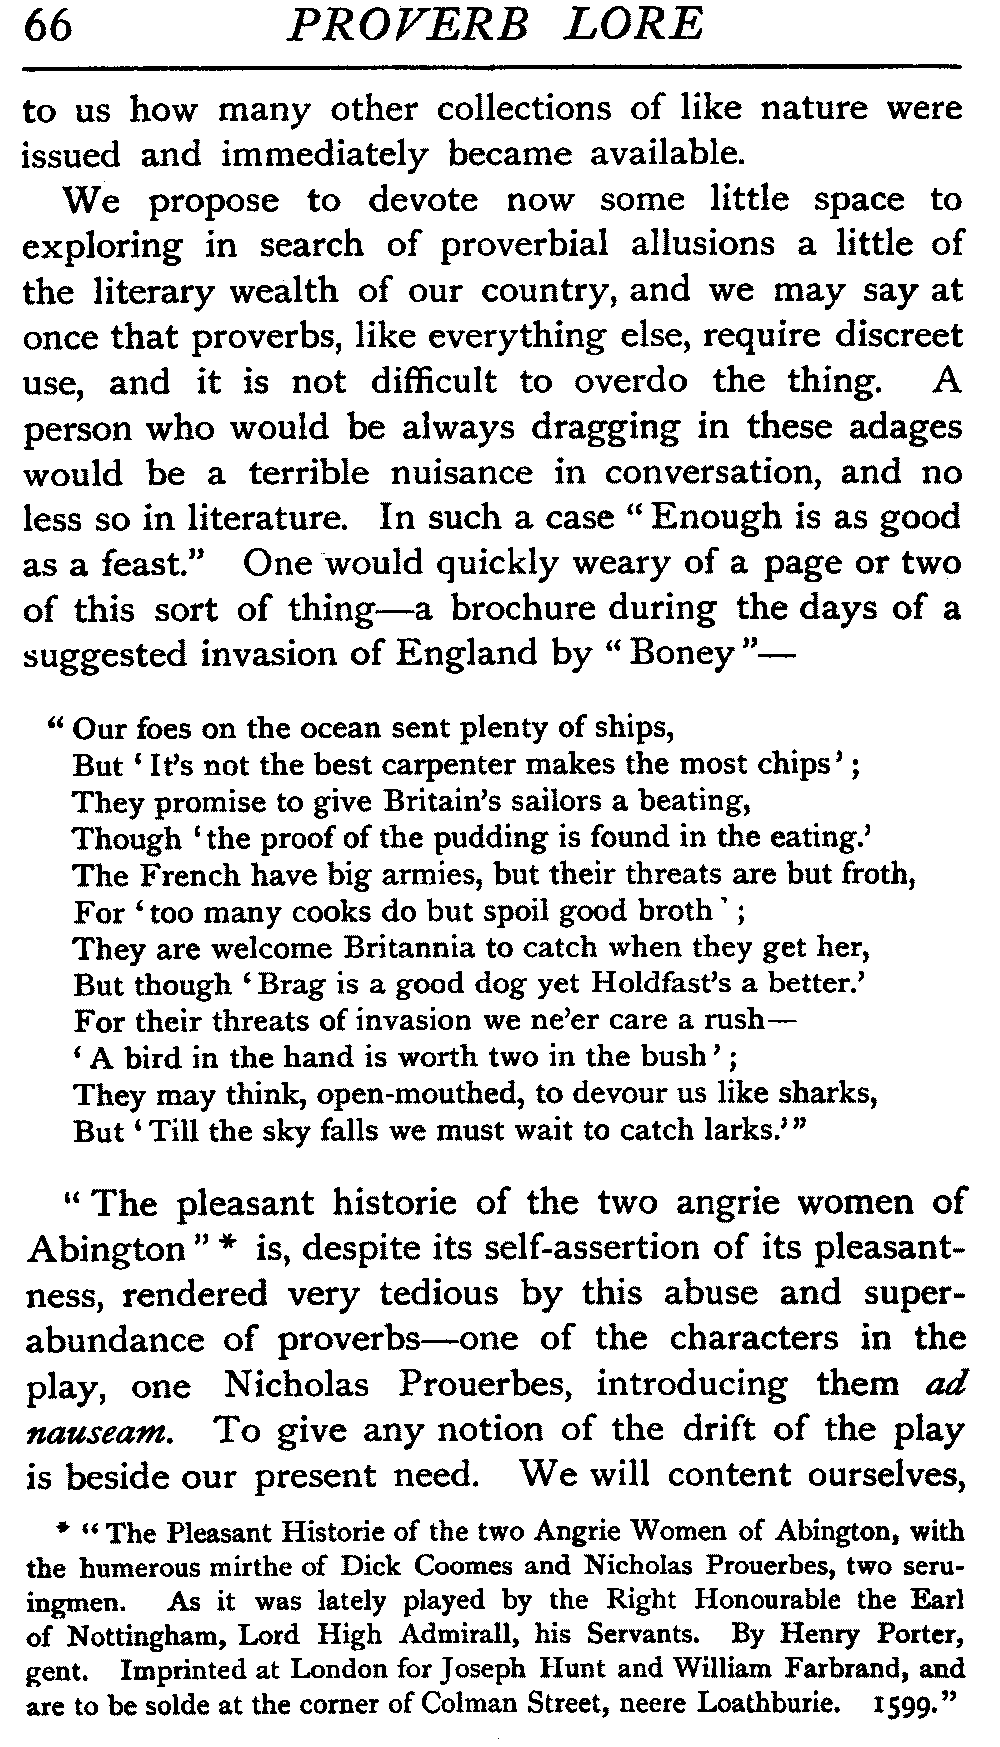 66 PROVERB LORE
to us how many other collections of like nature were
issued and immediately became available.
We propose to devote now some little space to
exploring in search of proverbial allusions a little of
the literary wealth of our country, and we may say at
once that proverbs, like everything else, require discreet
use, and it is not difficult to overdo the thing. A
person who would be always dragging in these adages
would be a terrible nuisance in conversation, and no
less so in literature. In such a case “Enough is as good
as a feast.” One would quickly weary of a page or two
of this sort of thing—a brochure during the days of a
suggested invasion of England by “Boney”—
“Our foes on the ocean sent plenty of ships,
But ‘It’s not the best carpenter makes the most chips’;
They promise to give Britain’s sailors a beating,
Though ‘the proof of the pudding is found in the eating.’
The French have big armies, but their threats are but froth,
For ‘too many cooks do but spoil good broth’;
They are welcome Britannia to catch when they get her,
But though ‘Brag is a good dog yet Holdfast’s a better.’
For their threats of invasion we ne’er care a rush—
‘A bird in the hand is worth two in the bush’;
They may think, open-mouthed, to devour us like sharks,
But ‘Till the sky falls we must wait to catch larks.’”
“The pleasant historie of the two angrie women of
Abington”* is, despite its self-assertion of its pleasant-
ness, rendered very tedious by this abuse and super-
abundance of proverbs—one of the characters in the
play, one Nicholas Prouerbes, introducing them ad
nauseam. To give any notion of the drift of the play
is beside our present need. We will content ourselves,
* “The Pleasant Historie of the two Angrie Women of Abington, with
the humerous mirthe of Dick Coomes and Nicholas Prouerbes, two seru-
ingmen. As it was lately played by the Right Honourable the Earl
of Nottingham, Lord High Admirall, his Servants. By Henry Porter,
gent. Imprinted at London for Joseph Hunt and William Farbrand, and
are to be solde at the corner of Colman Street, neere Loathburie. 1599.”